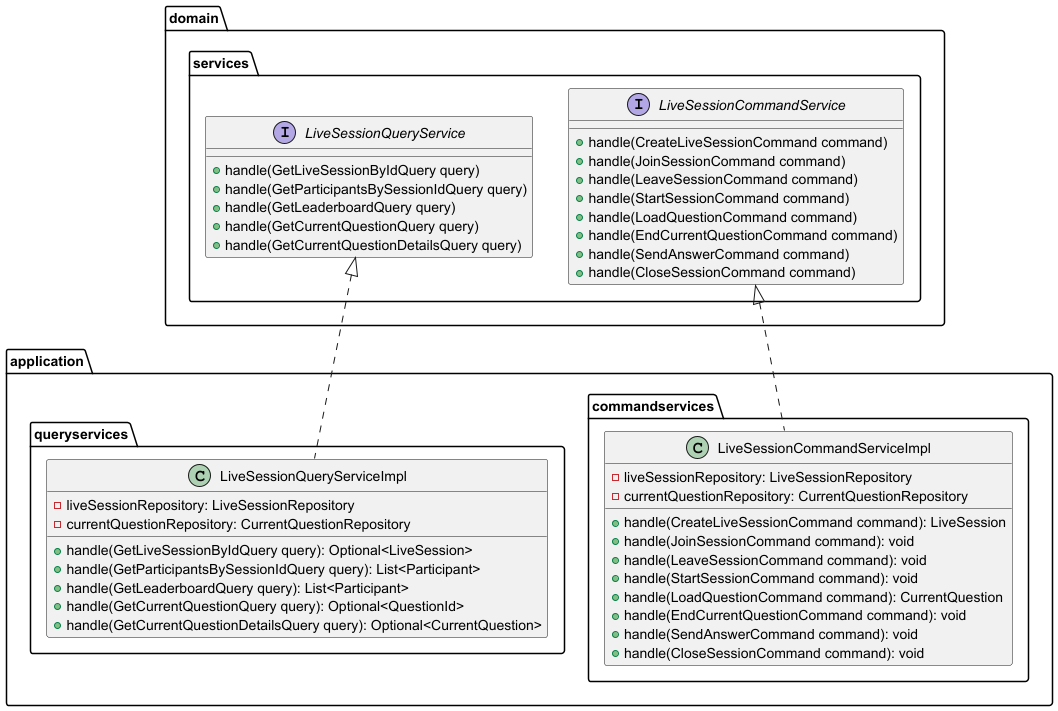 domain
services
I LiveSessionQueryService
handle(GetLiveSessionByIdQuery query)
handle(GetParticipantsBySessionIdQuery query)
handle(GetLeaderboardQuery query)
handle(GetCurrentQuestionQuery query)
handle(GetCurrentQuestionDetailsQuery query)
I LiveSessionCommandService
handle(CreateLiveSessionCommand command)
handle(JoinSessionCommand command)
handle(LeaveSessionCommand command)
handle(StartSessionCommand command)
handle(LoadQuestionCommand command)
handle(EndCurrentQuestionCommand command)
handle(SendAnswerCommand command)
handle(CloseSessionCommand command)
application
queryservices
C LiveSessionQueryServiceImpl
liveSessionRepository: LiveSessionRepository
currentQuestionRepository: CurrentQuestionRepository
handle(GetLiveSessionByIdQuery query): Optional<LiveSession>
handle(GetParticipantsBySessionIdQuery query): List<Participant>
handle(GetLeaderboardQuery query): List<Participant>
handle(GetCurrentQuestionQuery query): Optional<QuestionId>
handle(GetCurrentQuestionDetailsQuery query): Optional<CurrentQuestion>
commandservices
C LiveSessionCommandServiceImpl
liveSessionRepository: LiveSessionRepository
currentQuestionRepository: CurrentQuestionRepository
handle(CreateLiveSessionCommand command): LiveSession
handle(JoinSessionCommand command): void
handle(LeaveSessionCommand command): void
handle(StartSessionCommand command): void
handle(LoadQuestionCommand command): CurrentQuestion
handle(EndCurrentQuestionCommand command): void
handle(SendAnswerCommand command): void
handle(CloseSessionCommand command): void